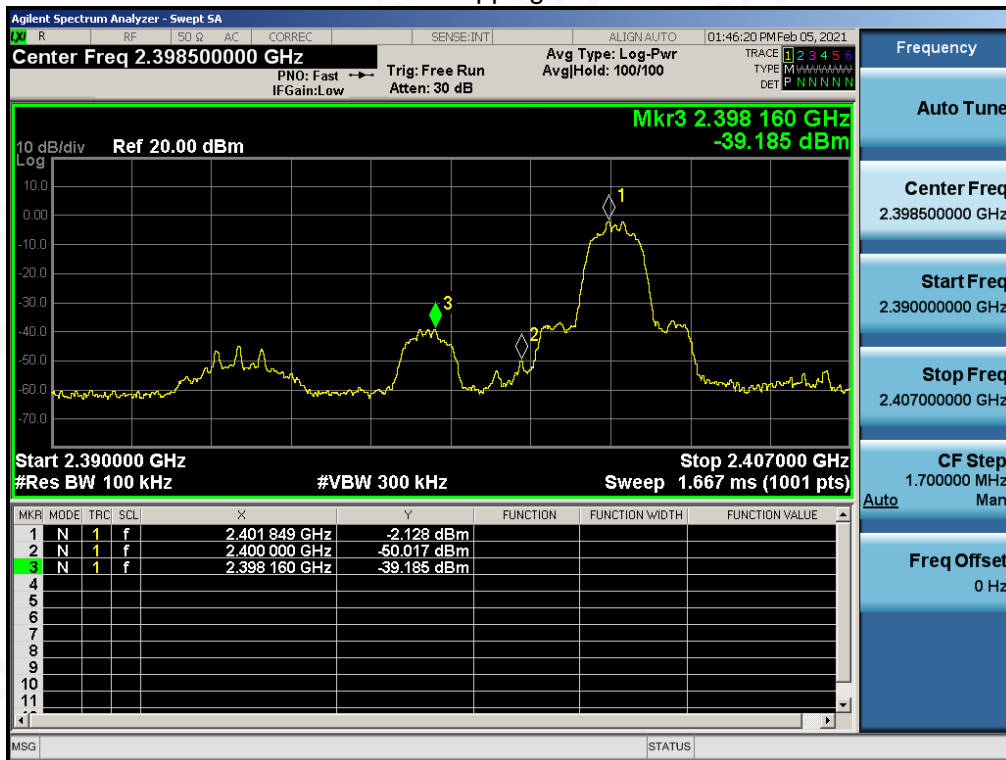 pping
Agilent Spectrum Analyzer - Swept SA
LXI R RF 50 Ω AC CORREC SENSE:INT ALIGN AUTO 01:46:20 PM Feb 05, 2021
Center Freq 2.398500000 GHz
PNO: Fast
IFGain:Low
Trig: Free Run
Atten: 30 dB
Avg Type: Log-Pwr
Avg|Hold: 100/100
TRACE 1 2 3 4 5 6
TYPE M
DET P N N N N N
Mkr3 2.398 160 GHz
-39.185 dBm
10 dB/div Ref 20.00 dBm
Log
10.0
0.00
-10.0
-20.0
-30.0
-40.0
-50.0
-60.0
-70.0
1
3
2
Start 2.390000 GHz Stop 2.407000 GHz
#Res BW 100 kHz #VBW 300 kHz Sweep 1.667 ms (1001 pts)
MKR MODE TRC SCL X Y FUNCTION FUNCTION WIDTH FUNCTION VALUE
1 N 1 f 2.401 849 GHz -2.128 dBm
2 N 1 f 2.400 000 GHz -50.017 dBm
3 N 1 f 2.398 160 GHz -39.185 dBm
4
5
6
7
8
9
10
11
MSG STATUS
Frequency
Auto Tune
Center Freq
2.398500000 GHz
Start Freq
2.390000000 GHz
Stop Freq
2.407000000 GHz
CF Step
1.700000 MHz
Auto Man
Freq Offset
0 Hz